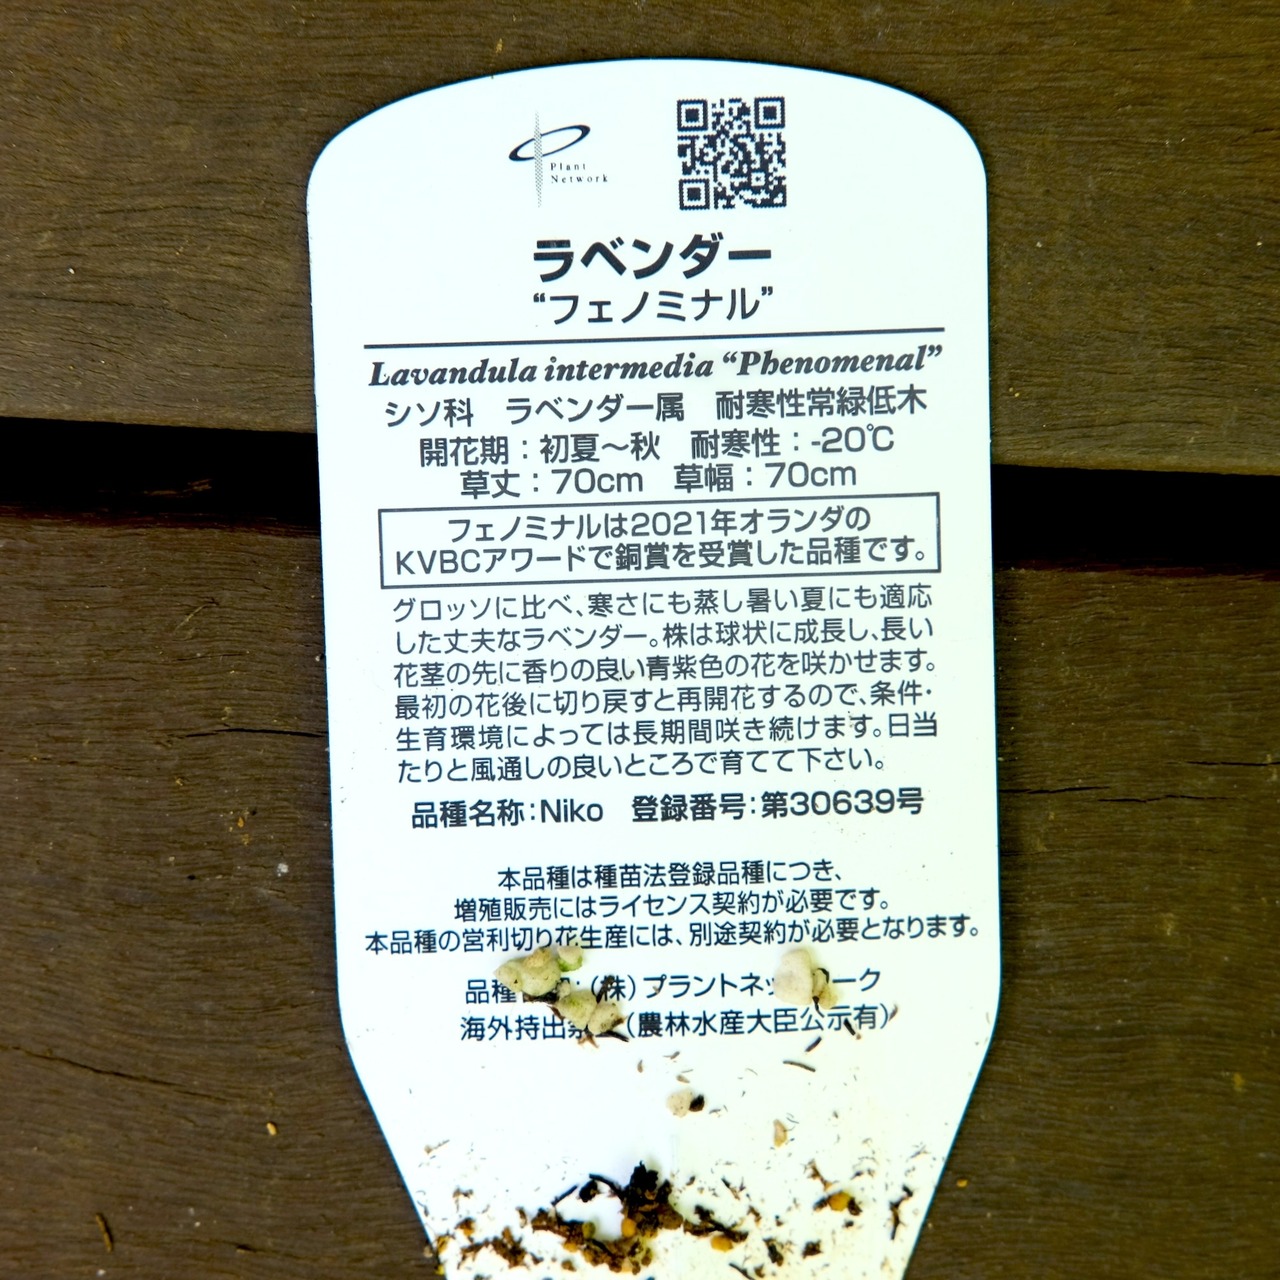 Plant
Network
ラベンダー
“フェノミナル”
Lavandula intermedia “Phenomenal”
シソ科　ラベンダー属　耐寒性常緑低木
開花期：初夏〜秋　耐寒性：-20℃
草丈：70cm　草幅：70cm
フェノミナルは2021年オランダの
KVBCアワードで銅賞を受賞した品種です。
グロッソに比べ、寒さにも蒸し暑い夏にも適応
した丈夫なラベンダー。株は球状に成長し、長い
花茎の先に香りの良い青紫色の花を咲かせます。
最初の花後に切り戻すと再開花するので、条件・
生育環境によっては長期間咲き続けます。日当
たりと風通しの良いところで育てて下さい。
品種名称：Niko　登録番号：第30639号
本品種は種苗法登録品種につき、
増殖販売にはライセンス契約が必要です。
本品種の営利切り花生産には、別途契約が必要となります。
品種　：（株）プラントネッ　ーク
海外持出　（農林水産大臣公示有）